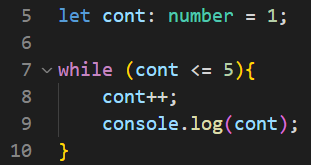 5 let cont: number = 1;
6
7 while (cont <= 5){
8     cont++;
9     console.log(cont);
10 }